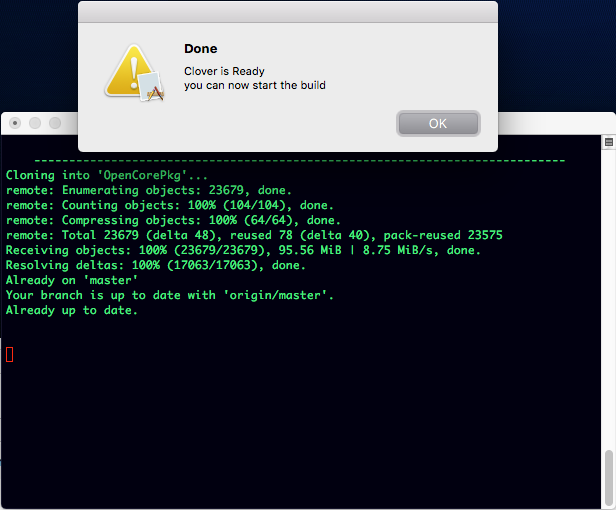 Done
Clover is Ready
you can now start the build
OK
--------------------------------------------------------------------------
Cloning into 'OpenCorePkg'...
remote: Enumerating objects: 23679, done.
remote: Counting objects: 100% (104/104), done.
remote: Compressing objects: 100% (64/64), done.
remote: Total 23679 (delta 48), reused 78 (delta 40), pack-reused 23575
Receiving objects: 100% (23679/23679), 95.56 MiB | 8.75 MiB/s, done.
Resolving deltas: 100% (17063/17063), done.
Already on 'master'
Your branch is up to date with 'origin/master'.
Already up to date.